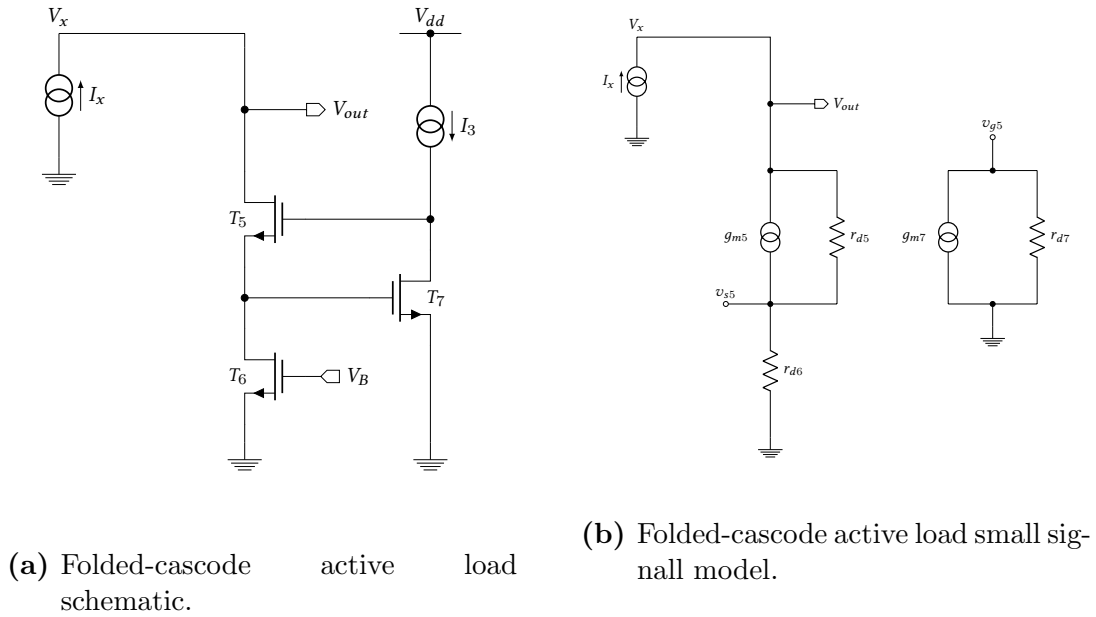 V_x
V_dd
I_x
V_out
I_3
T_5
T_7
T_6
V_B
(a) Folded-cascode active load
schematic.
V_x
I_x
V_out
v_g5
g_m5
r_d5
g_m7
r_d7
v_s5
r_d6
(b) Folded-cascode active load small sig-
nall model.